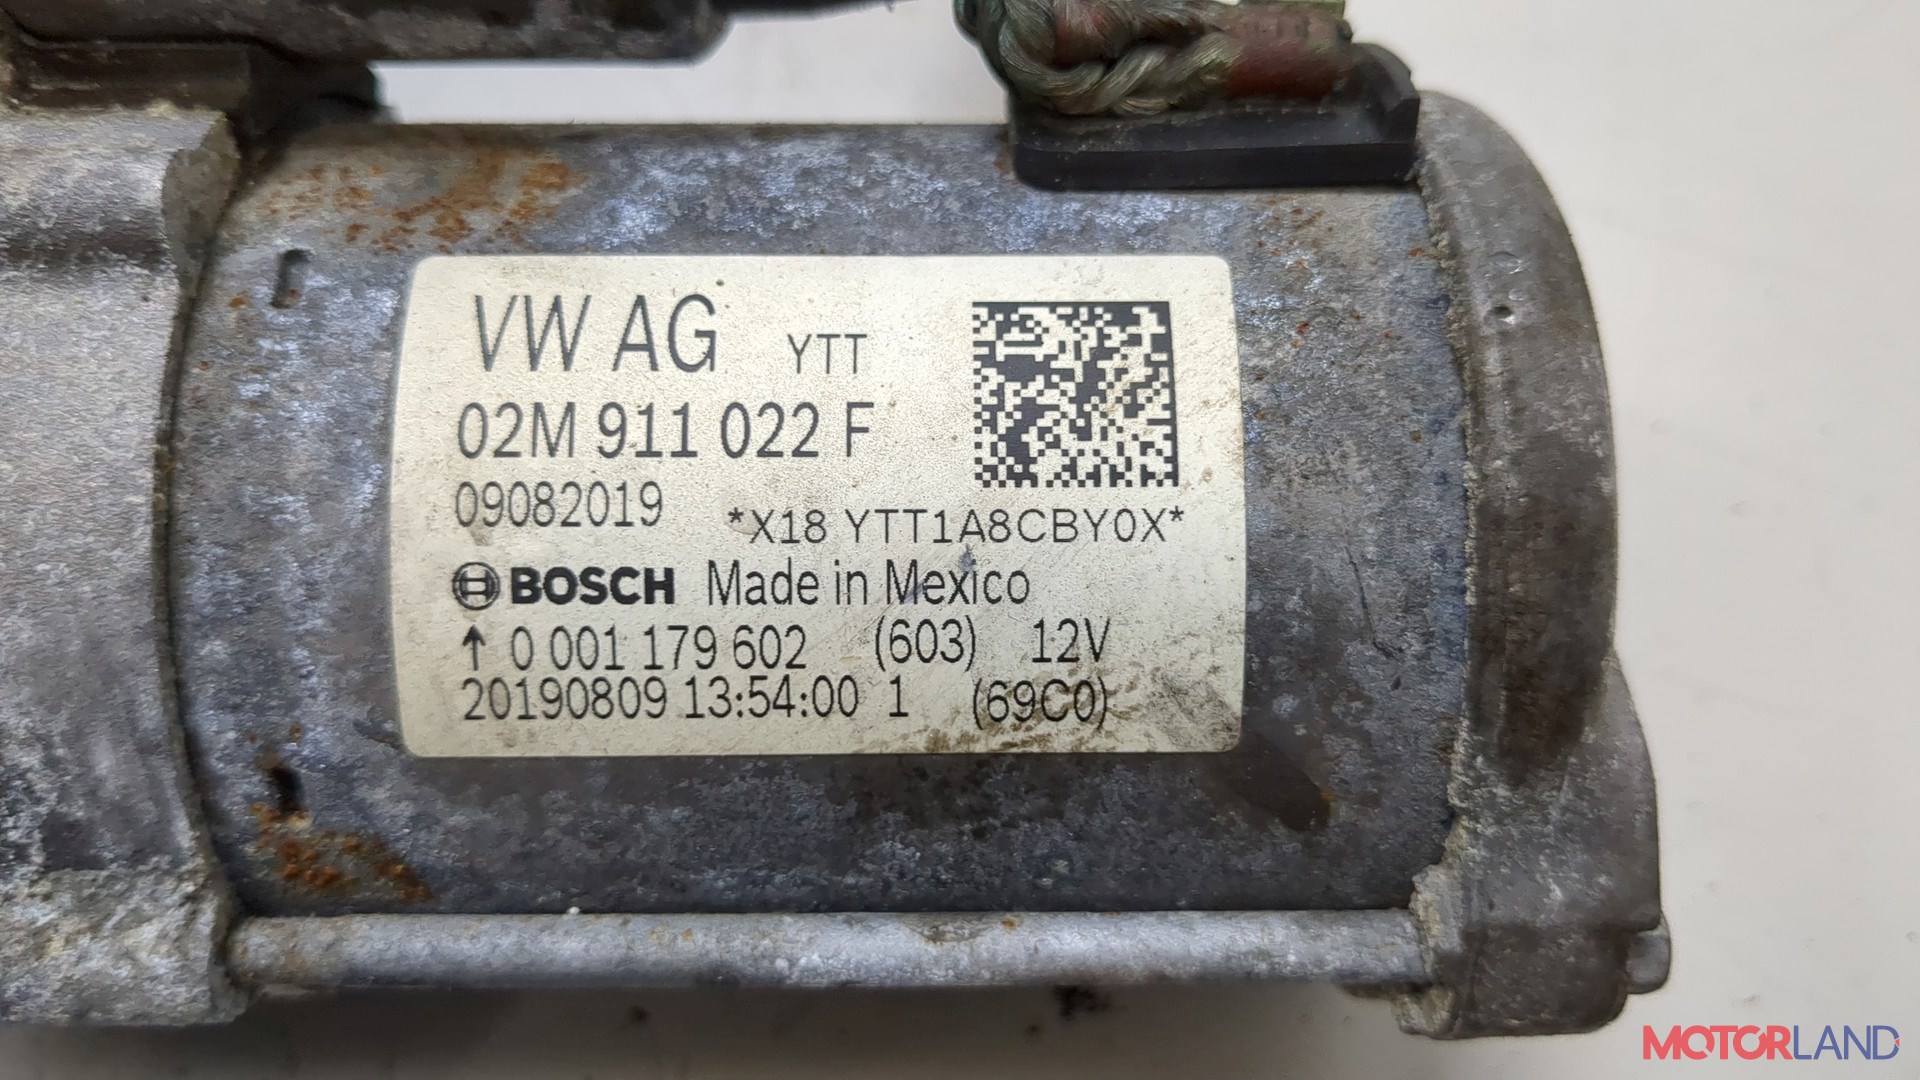 VW AG YTT
02M 911 022 F
09082019
*X18 YTT1A8CBY0X*
BOSCH Made in Mexico
↑ 0 001 179 602 (603) 12V
20190809 13:54:00 1 (69C0)
MOTORLAND